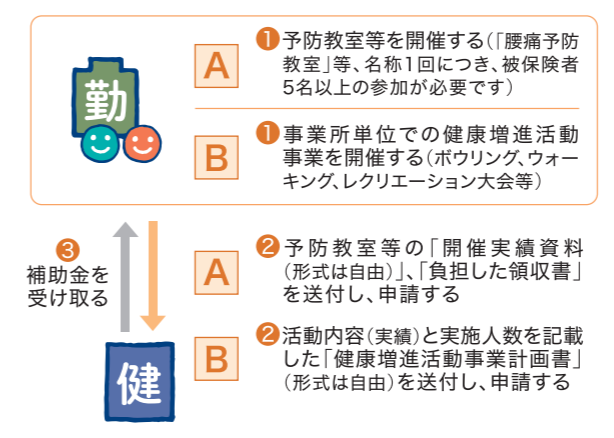 勤
A
❶予防教室等を開催する(「腰痛予防
教室」等、名称1回につき、被保険者
5名以上の参加が必要です)
B
❶事業所単位での健康増進活動
事業を開催する(ボウリング、ウォー
キング、レクリエーション大会等)
❸
補助金を
受け取る
A
❷予防教室等の「開催実績資料
(形式は自由)」、「負担した領収書」
を送付し、申請する
B
❷活動内容(実績)と実施人数を記載
した「健康増進活動事業計画書」
(形式は自由)を送付し、申請する
健